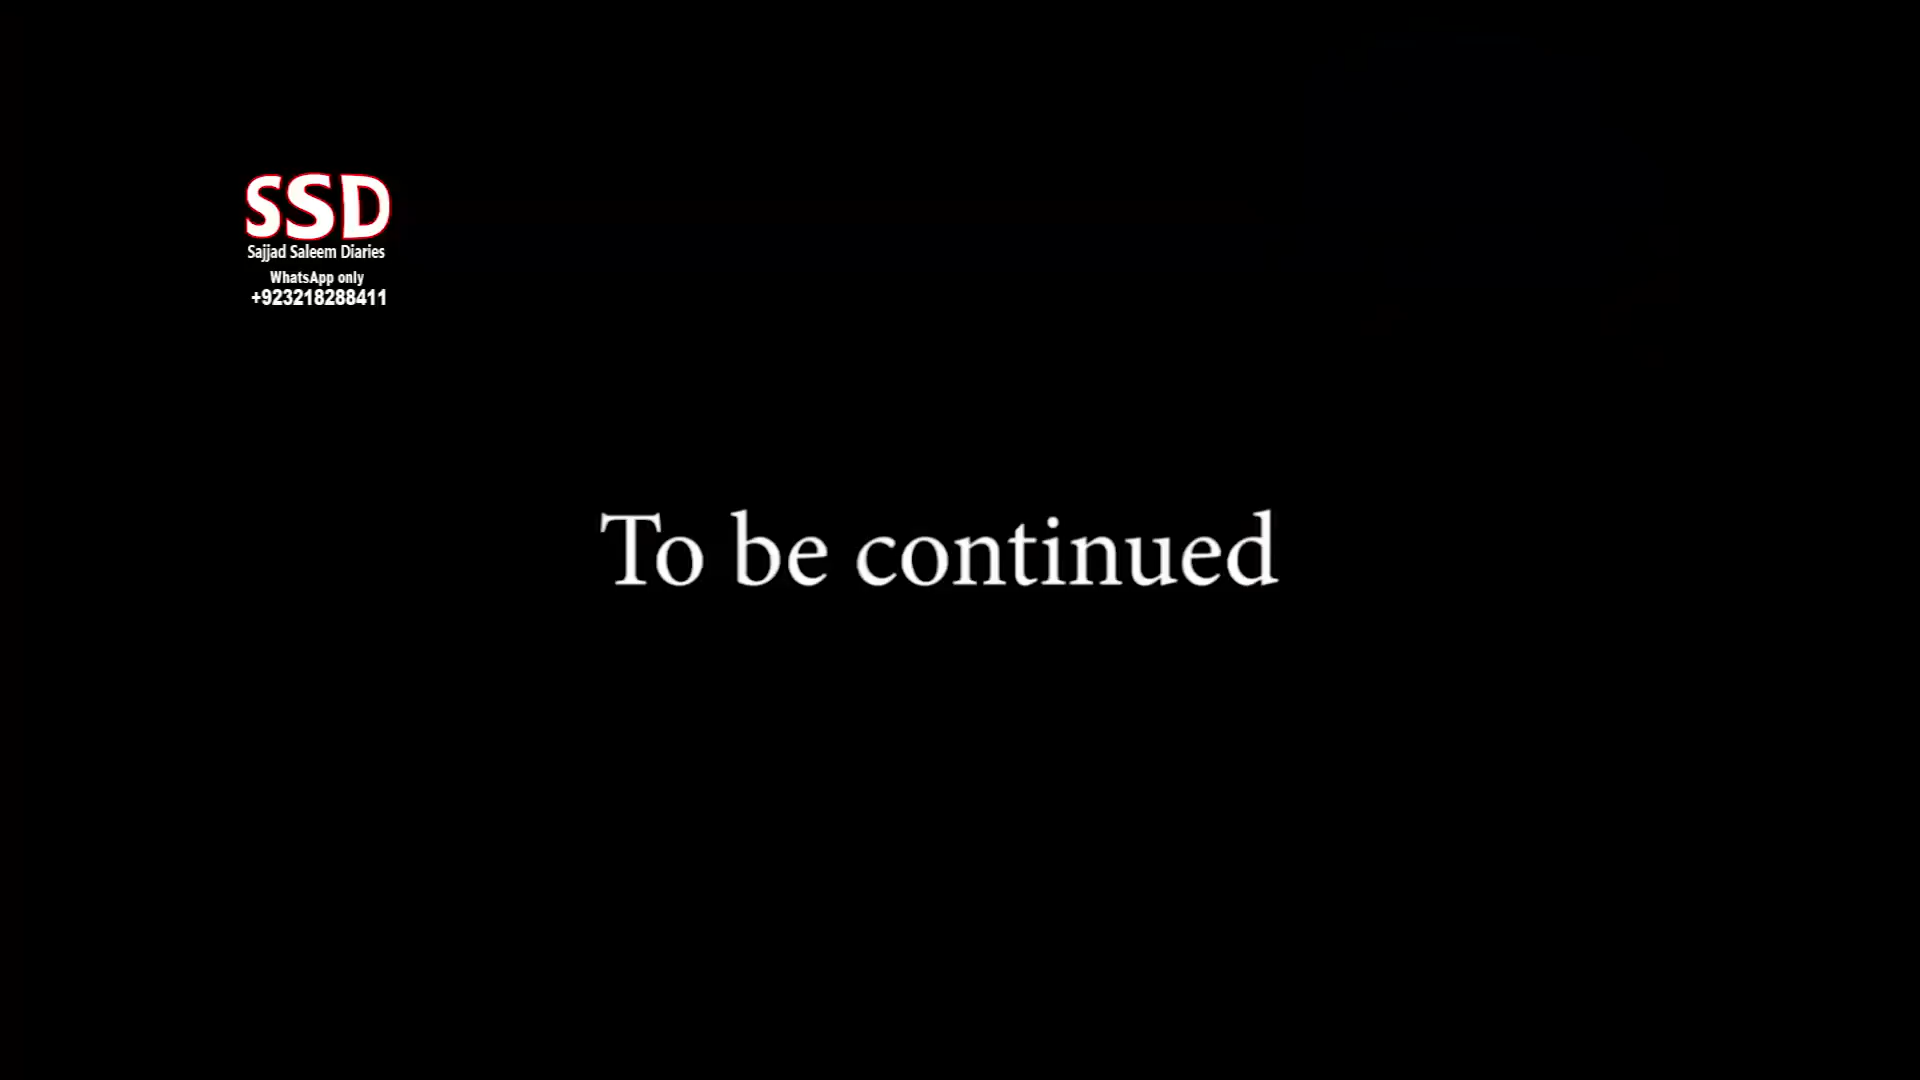 SSD
Sajjad Saleem Diaries
WhatsApp only
+923218288411
To be continued